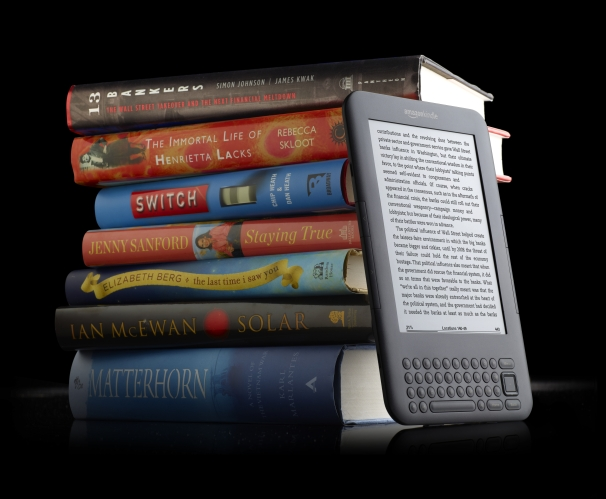 13 BANKERS
SIMON JOHNSON | JAMES KWAK
THE WALL STREET TAKEOVER AND THE NEXT FINANCIAL MELTDOWN
PANTHEON
THE IMMORTAL LIFE OF
HENRIETTA LACKS
REBECCA
SKLOOT
SWITCH
CHIP HEATH
& DAN HEATH
JENNY SANFORD
Staying True
ELIZABETH BERG the last time i saw you
IAN McEWAN SOLAR
MATTERHORN
KARL
MARLANTES
amazonkindle
contributions and the revolving door between the
private sector and government service gave Wall Street
banks influence in Washington, but their ultimate
victory lay in shifting the conventional wisdom in their
favor, to the point where their lobbyists' talking points
seemed self-evident to congressmen and
administration officials. Of course, when cracks
appeared in the consensus, such as in the aftermath of
the financial crisis, the banks could still roll out their
conventional weaponry—campaign money and
lobbyists; but because of their ideological power, many
of their battles were won in advance.
The political influence of Wall Street helped create
the laissez-faire environment in which the big banks
became bigger and riskier, until by 2008 the threat of
their failure could hold the rest of the economy
hostage. That political influence also meant that when
the government did rescue the financial system, it did
so on terms that were favorable to the banks. What
"we're all in this together" really meant was that the
major banks were already entrenched at the heart of
the political system, and the government had decided
it needed the banks at least as much as the banks